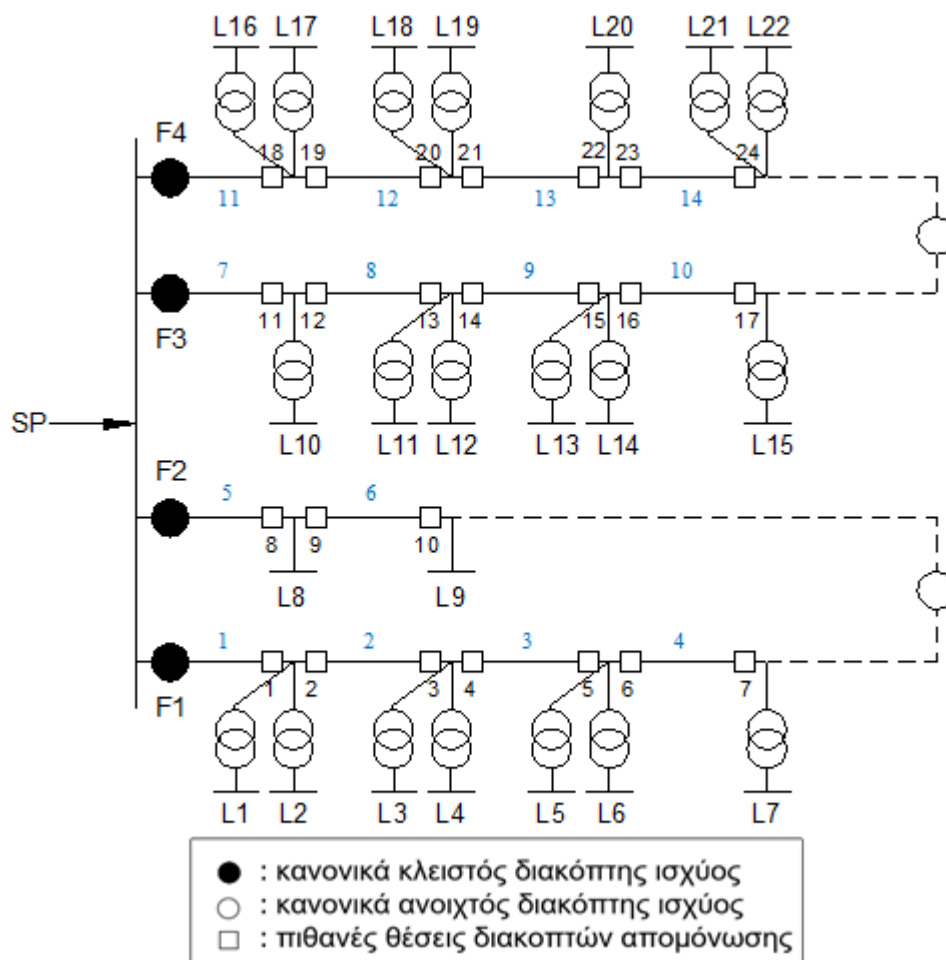 L16 L17 L18 L19 L20 L21 L22
F4
18 19 20 21 22 23 24
11 12 13 14
7 8 9 10
F3
11 12 13 14 15 16 17
L10 L11 L12 L13 L14 L15
SP
F2
5 6
8 9 10
L8 L9
1 2 3 4
F1
1 2 3 4 5 6 7
L1 L2 L3 L4 L5 L6 L7
: κανονικά κλειστός διακόπτης ισχύος
: κανονικά ανοιχτός διακόπτης ισχύος
: πιθανές θέσεις διακοπτών απομόνωσης